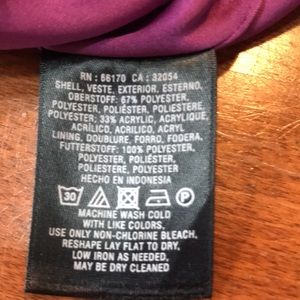 RN : 66170 CA : 32054
SHELL, VESTE, EXTERIOR, ESTERNO,
OBERSTOFF: 67% POLYESTER,
POLYESTER, POLIÉSTER, POLIESTERE
POLYESTER; 33% ACRYLIC, ACRYLIQUE,
ACRÍLICO, ACRILICO, ACRYL
LINING, DOUBLURE, FORRO, FODERA,
FUTTERSTOFF: 100% POLYESTER,
POLYESTER, POLIÉSTER,
POLIESTERE, POLYESTER
HECHO EN INDONESIA
30 P
MACHINE WASH COLD
WITH LIKE COLORS,
USE ONLY NON-CHLORINE BLEACH,
RESHAPE LAY FLAT TO DRY,
LOW IRON AS NEEDED,
MAY BE DRY CLEANED